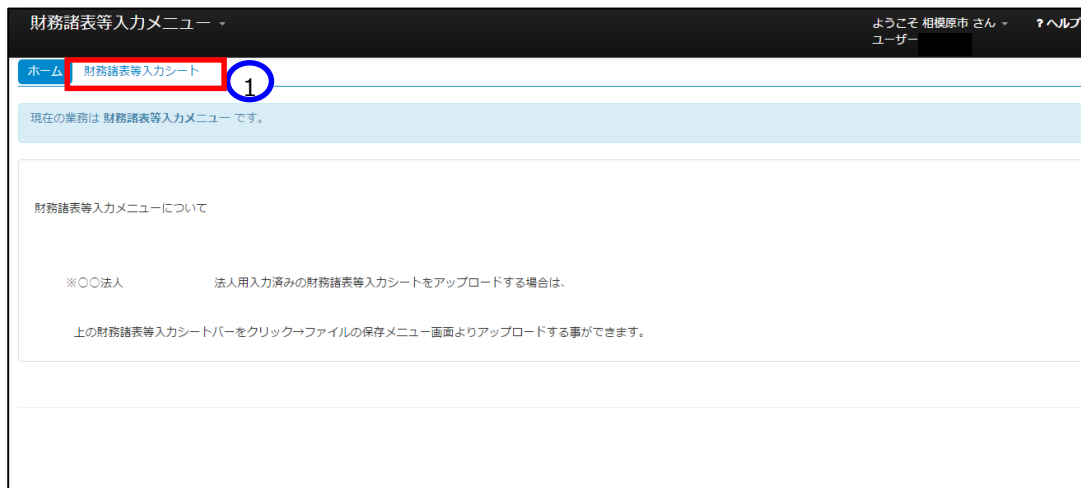 財務諸表等入力メニュー
ようこそ 相模原市 さん
?ヘルプ
ユーザー
ホーム
財務諸表等入力シート
1
現在の業務は 財務諸表等入力メニュー です。
財務諸表等入力メニューについて
※○○法人 法人用入力済みの財務諸表等入力シートをアップロードする場合は、
上の財務諸表等入力シートバーをクリック→ファイルの保存メニュー画面よりアップロードする事ができます。